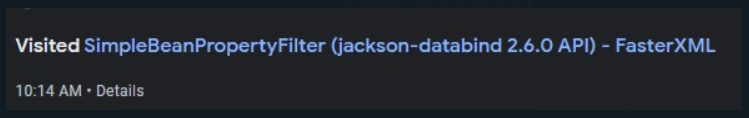 Visited SimpleBeanPropertyFilter (jackson-databind 2.6.0 API) - FasterXML
10:14 AM • Details